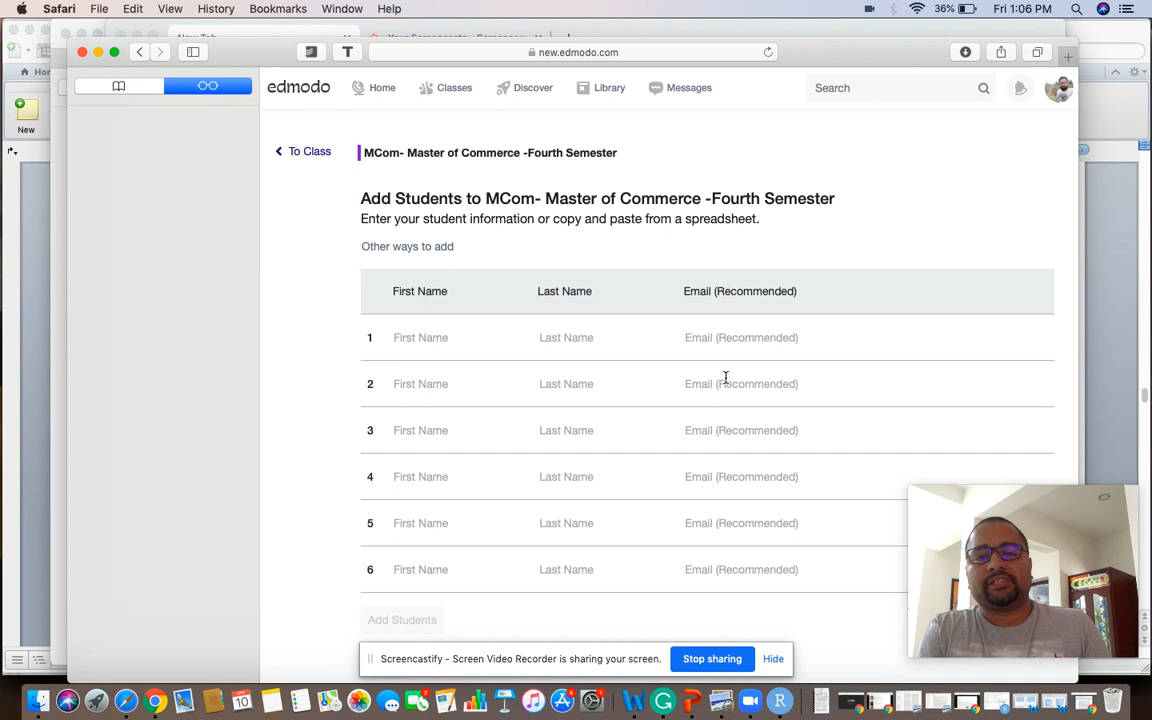 Safari File Edit View History Bookmarks Window Help 36% Fri 1:06 PM
new.edmodo.com
New
edmodo Home Classes Discover Library Messages Search
To Class
MCom- Master of Commerce -Fourth Semester
Add Students to MCom- Master of Commerce -Fourth Semester
Enter your student information or copy and paste from a spreadsheet.
Other ways to add
First Name Last Name Email (Recommended)
1 First Name Last Name Email (Recommended)
2 First Name Last Name Email (Recommended)
3 First Name Last Name Email (Recommended)
4 First Name Last Name Email (Recommended)
5 First Name Last Name Email (Recommended)
6 First Name Last Name Email (Recommended)
Add Students
Screencastify - Screen Video Recorder is sharing your screen. Stop sharing Hide